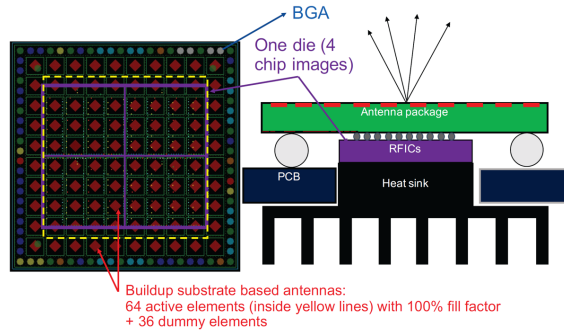 BGA
One die (4
chip images)
Antenna package
RFICs
PCB
Heat sink
Buildup substrate based antennas:
64 active elements (inside yellow lines) with 100% fill factor
+ 36 dummy elements